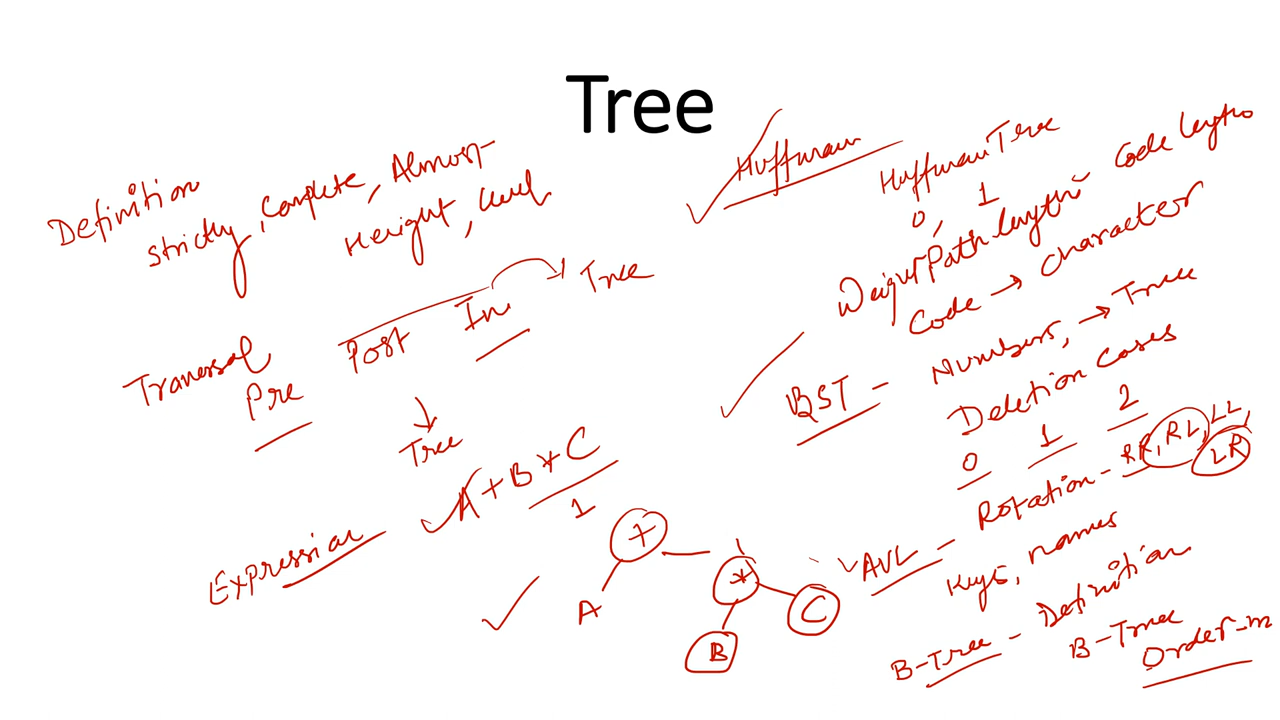 Tree
Definition
Strictly, Complete, Almost
Height, level
Traversal
Pre
Post
In
Tree
Tree
Expression
A+B*C
1
+
A
*
B
C
Huffman
Huffman Tree
0, 1
Code length
Weight Path length
Code → Character
BST - Numbers, → Tree
Deletion Cases
0 1 2
AVL - Rotation - RR, RL, LL,
LR
Keys, names
B-Tree - Definition
B-Tree
Order-m